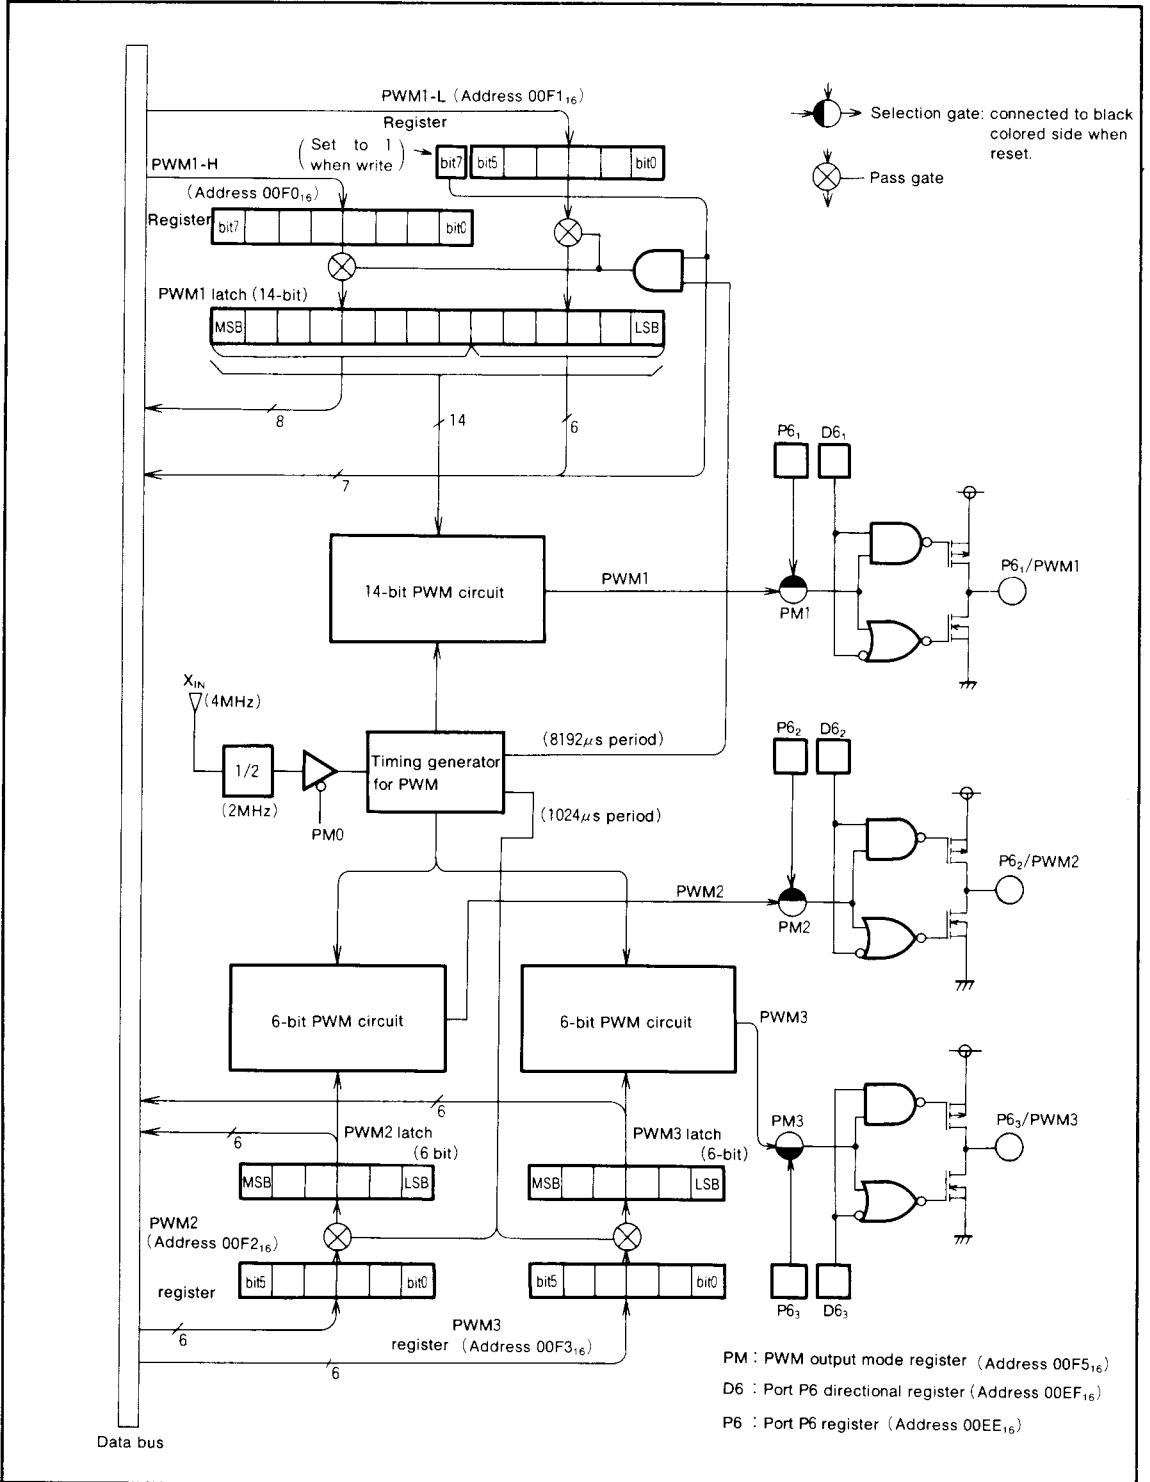 PWM1-L (Address 00F1₁₆)
Register
(Set to 1
when write)
bit7
bit5
bit0
Selection gate: connected to black
colored side when
reset.
Pass gate
PWM1-H
(Address 00F0₁₆)
Register
bit7
bit0
PWM1 latch (14-bit)
MSB
LSB
8
14
6
7
P6₁
D6₁
14-bit PWM circuit
PWM1
PM1
P6₁/PWM1
X_IN
(4MHz)
1/2
(2MHz)
PM0
Timing generator
for PWM
(8192μs period)
(1024μs period)
P6₂
D6₂
PWM2
PM2
P6₂/PWM2
6-bit PWM circuit
6-bit PWM circuit
PWM3
PM3
P6₃/PWM3
6
6
PWM2 latch
(6 bit)
PWM3 latch
(6-bit)
MSB
LSB
MSB
LSB
PWM2
(Address 00F2₁₆)
register
bit5
bit0
bit5
bit0
P6₃
D6₃
6
PWM3
register (Address 00F3₁₆)
6
PM : PWM output mode register (Address 00F5₁₆)
D6 : Port P6 directional register (Address 00EF₁₆)
P6 : Port P6 register (Address 00EE₁₆)
Data bus